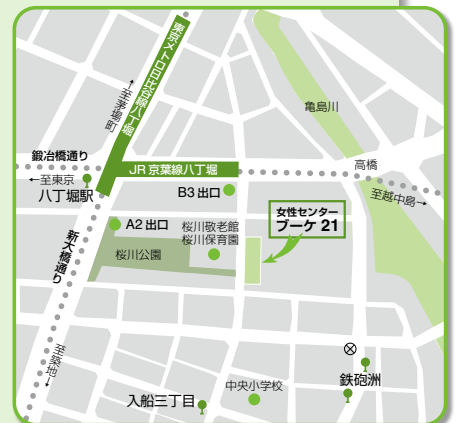 東京メトロ日比谷線八丁堀
←至茅場町
亀島川
鍛冶橋通り
←至東京
八丁堀駅
JR京葉線八丁堀
高橋
至越中島→
B3出口
女性センター
ブーケ21
A2出口
桜川敬老館
桜川保育園
桜川公園
新大橋通り
至築地→
中央小学校
鉄砲洲
入船三丁目